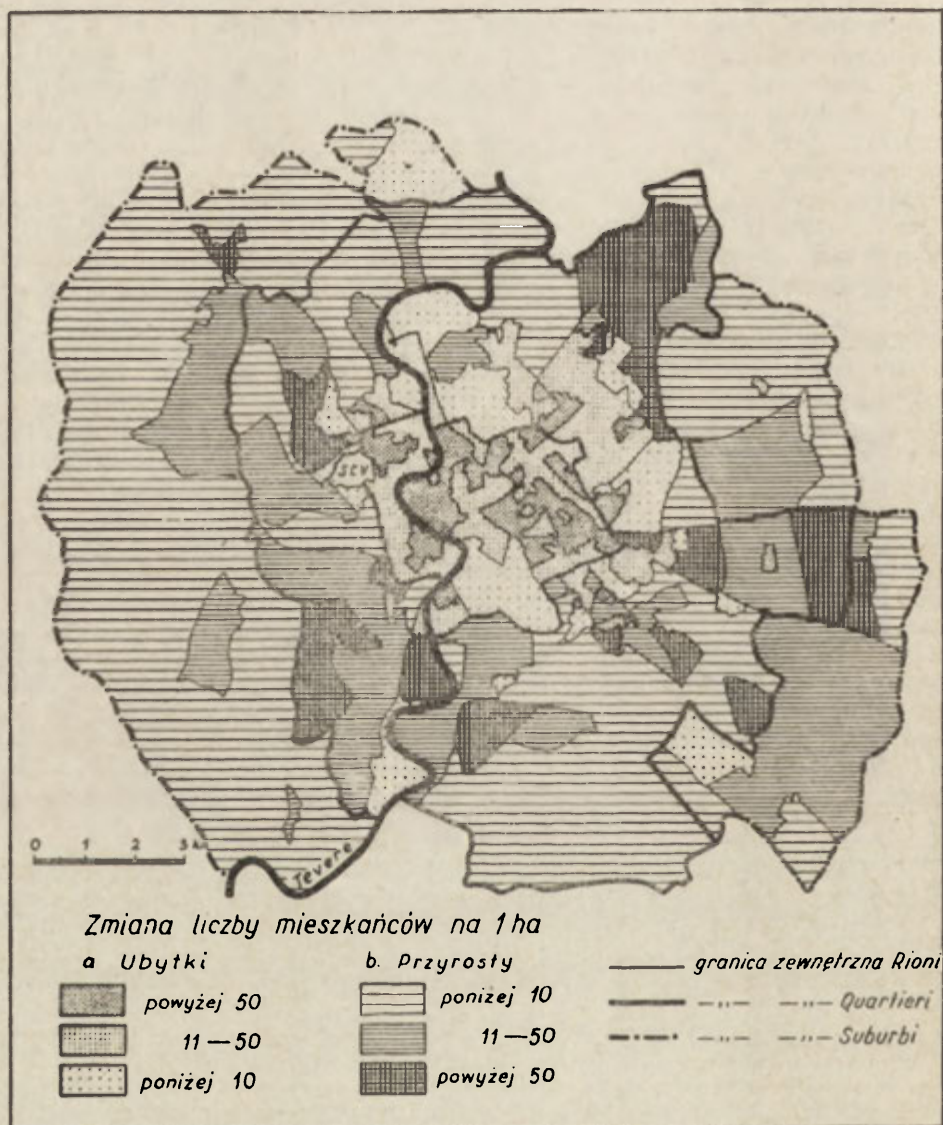 SCV
0 1 2 3
Tevere
Zmiana liczby mieszkańców na 1 ha
a Ubytki
powyżej 50
11—50
poniżej 10
b. Przyrosty
poniżej 10
11—50
powyżej 50
granica zewnętrzna Rioni
—„— —„— Quartieri
—„— —„— Suburbi